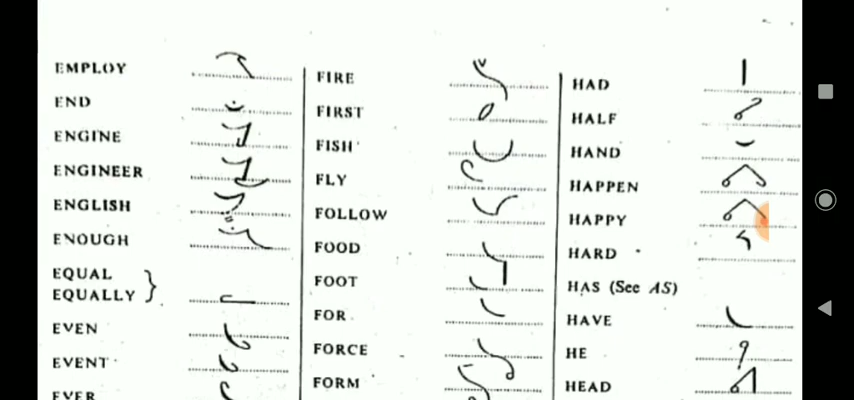 EMPLOY
END
ENGINE
ENGINEER
ENGLISH
ENOUGH
EQUAL
EQUALLY
EVEN
EVENT
EVER
FIRE
FIRST
FISH
FLY
FOLLOW
FOOD
FOOT
FOR
FORCE
FORM
HAD
HALF
HAND
HAPPEN
HAPPY
HARD
HAS (See AS)
HAVE
HE
HEAD